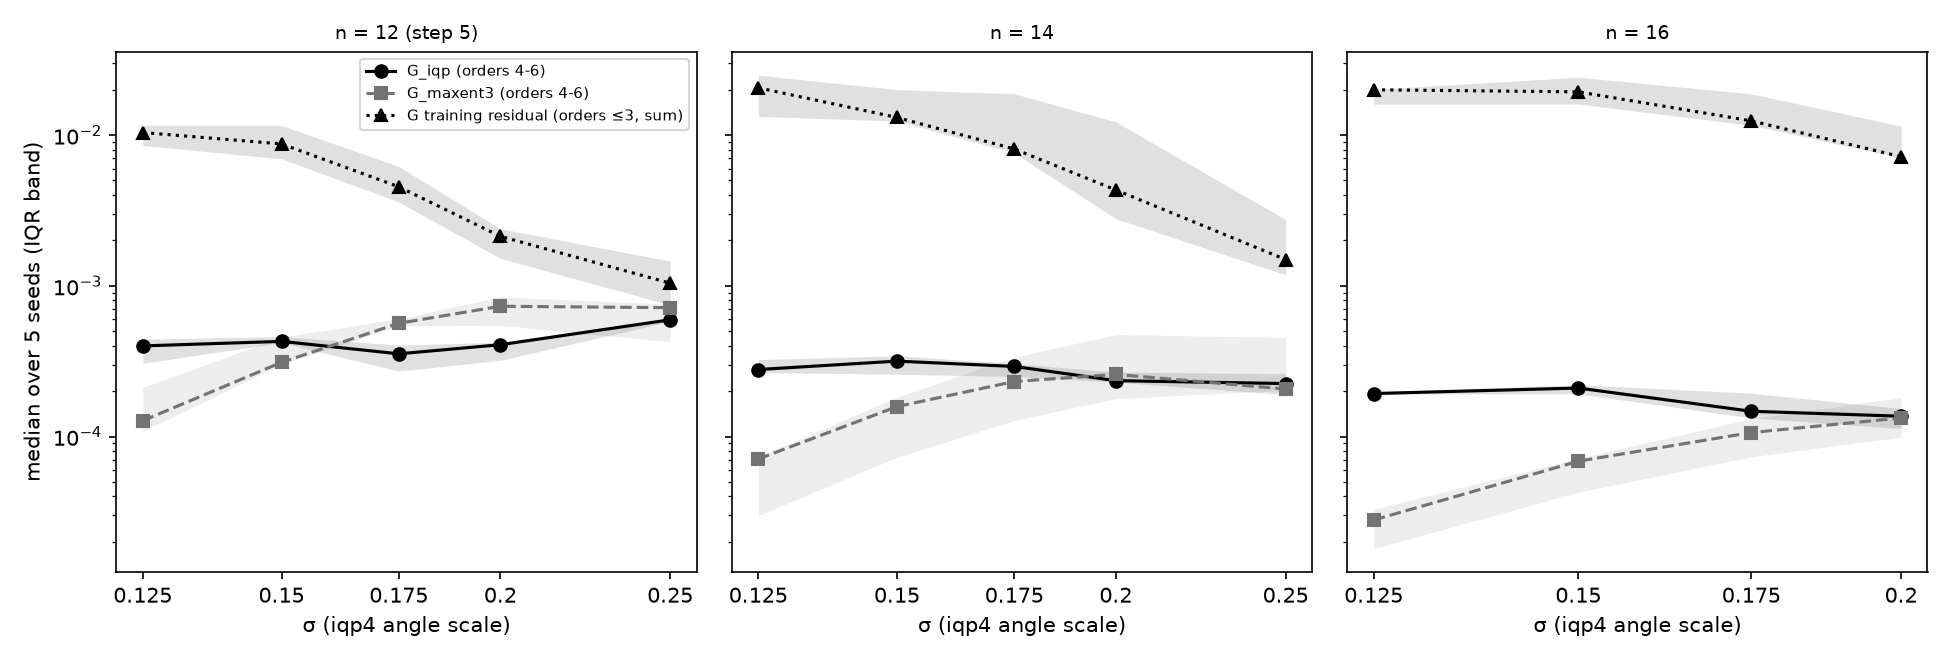 n = 12 (step 5)
n = 14
n = 16
G_iqp (orders 4-6)
G_maxent3 (orders 4-6)
G training residual (orders ≤3, sum)
median over 5 seeds (IQR band)
10⁻²
10⁻³
10⁻⁴
0.125 0.15 0.175 0.2 0.25
0.125 0.15 0.175 0.2 0.25
0.125 0.15 0.175 0.2
σ (iqp4 angle scale)
σ (iqp4 angle scale)
σ (iqp4 angle scale)